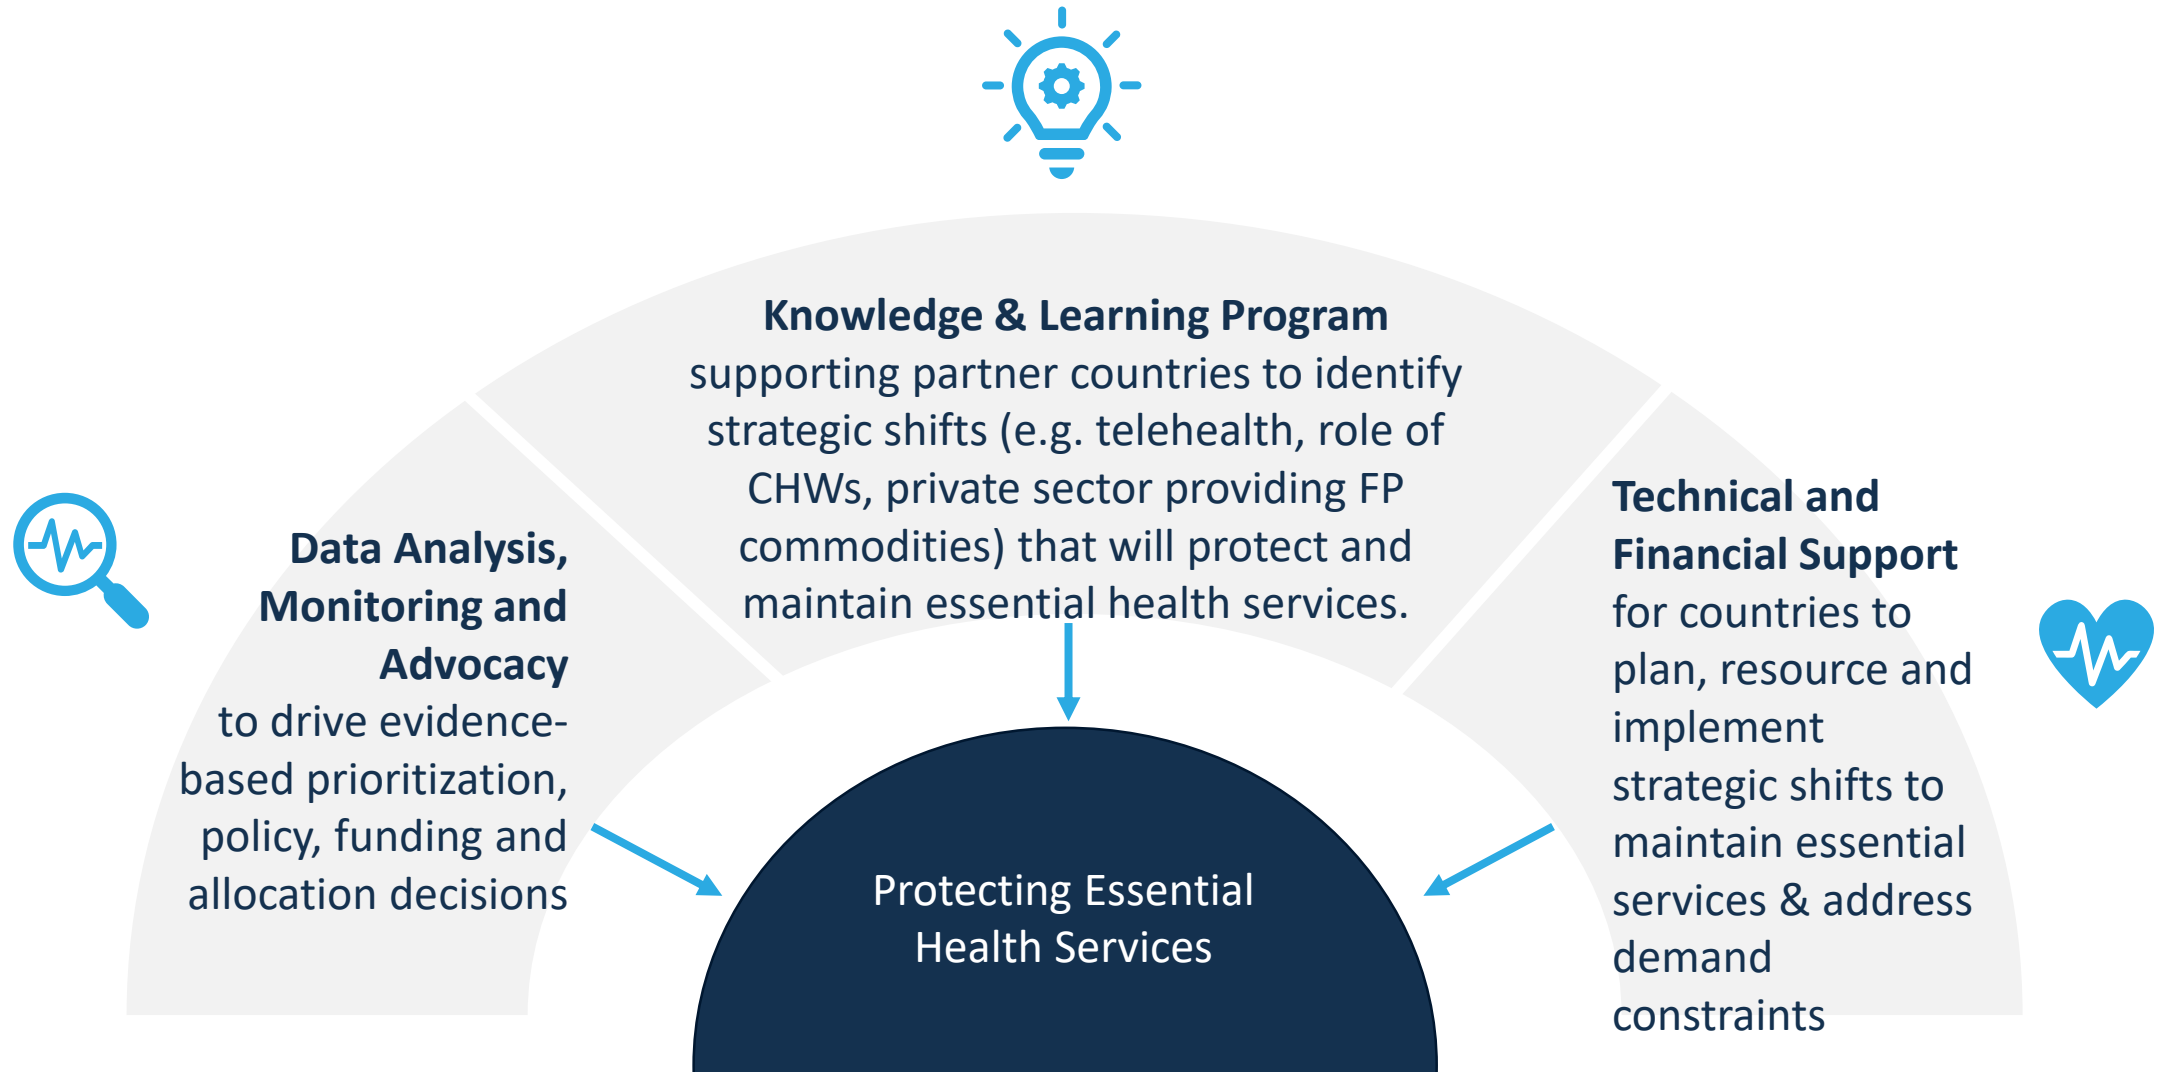 Knowledge & Learning Program
supporting partner countries to identify
strategic shifts (e.g. telehealth, role of
CHWs, private sector providing FP
commodities) that will protect and
maintain essential health services.
Data Analysis,
Monitoring and
Advocacy
to drive evidence-
based prioritization,
policy, funding and
allocation decisions
Technical and
Financial Support
for countries to
plan, resource and
implement
strategic shifts to
maintain essential
services & address
demand
constraints
Protecting Essential
Health Services